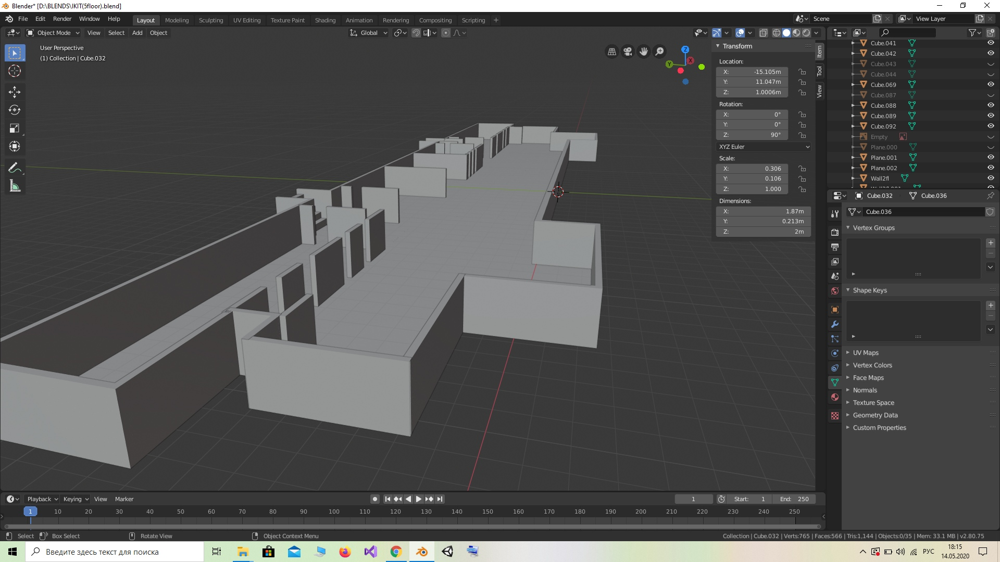 Blender* [D:\BLENDS\IKIT(5floor).blend]
File Edit Render Window Help
Layout Modeling Sculpting UV Editing Texture Paint Shading Animation Rendering Compositing Scripting +
Scene
View Layer
Object Mode View Select Add Object
Global
User Perspective
(1) Collection | Cube.032
Z
Y
X
Transform
Location:
X: -15.105m
Y: 11.047m
Z: 1.0006m
Rotation:
X: 0°
Y: 0°
Z: 90°
XYZ Euler
Scale:
X: 0.306
Y: 0.106
Z: 1.000
Dimensions:
X: 1.87m
Y: 0.213m
Z: 2m
Item
Tool
View
Cube.041
Cube.042
Cube.043
Cube.044
Cube.069
Cube.087
Cube.088
Cube.089
Cube.092
Empty
Plane.000
Plane.001
Plane.002
Wall2fl
Cube.032 Cube.036
Cube.036
Vertex Groups
Shape Keys
UV Maps
Vertex Colors
Face Maps
Normals
Texture Space
Geometry Data
Custom Properties
Playback Keying View Marker
1
Start: 1
End: 250
1 10 20 30 40 50 60 70 80 90 100 110 120 130 140 150 160 170 180 190 200 210 220 230 240 250
Select Box Select Rotate View Object Context Menu
Collection | Cube.032 | Verts:765 | Faces:566 | Tris:1,144 | Objects:0/35 | Mem: 33.1 MB | v2.80.75
Введите здесь текст для поиска
РУС
18:15
14.05.2020